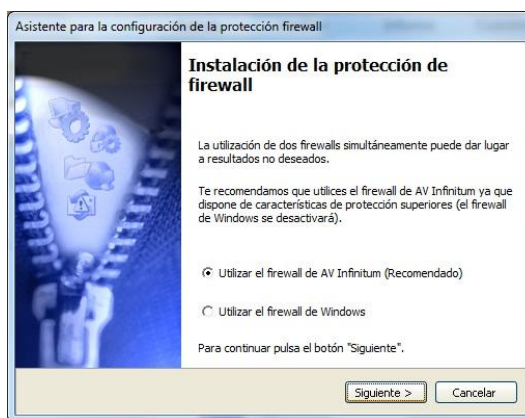 Asistente para la configuración de la protección firewall
Instalación de la protección de
firewall
La utilización de dos firewalls simultáneamente puede dar lugar
a resultados no deseados.
Te recomendamos que utilices el firewall de AV Infinitum ya que
dispone de características de protección superiores (el firewall
de Windows se desactivará).
Utilizar el firewall de AV Infinitum (Recomendado)
Utilizar el firewall de Windows
Para continuar pulsa el botón "Siguiente".
Siguiente >
Cancelar